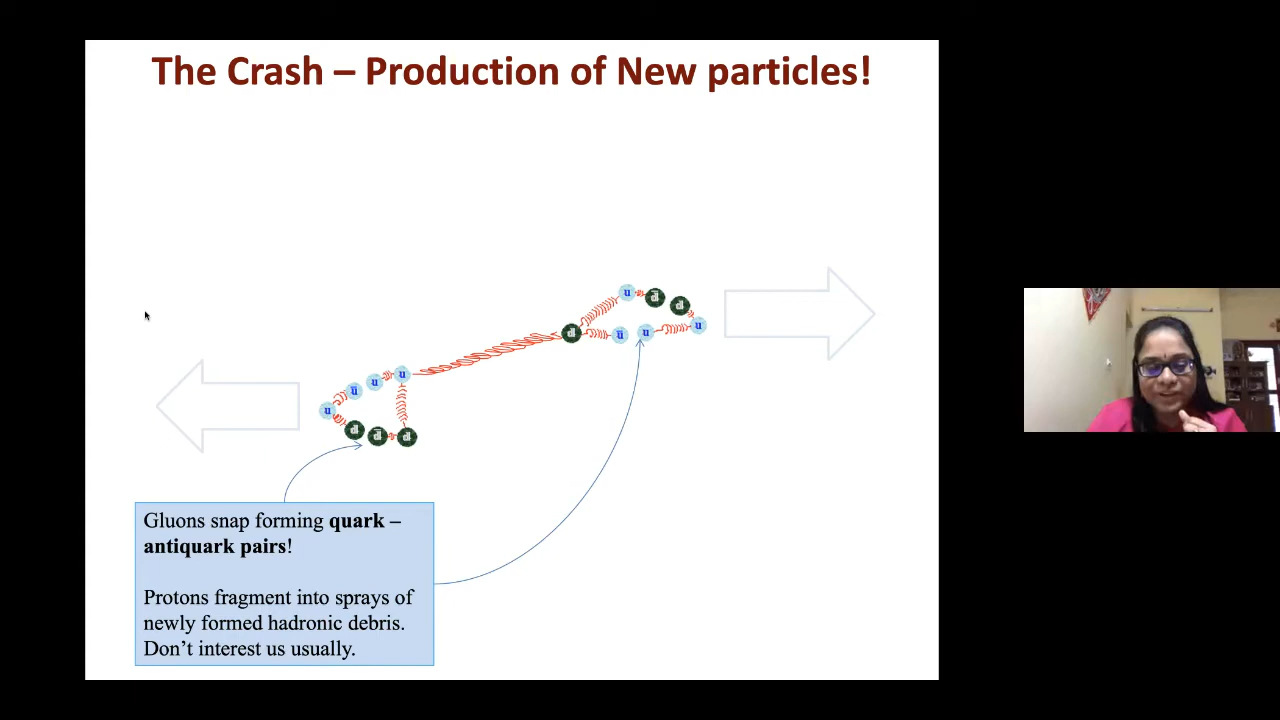 The Crash – Production of New particles!
u
d̅
d
d
u̅
u
u
u
u
u̅
u
d
d̅
d
Gluons snap forming quark –
antiquark pairs!
Protons fragment into sprays of
newly formed hadronic debris.
Don’t interest us usually.